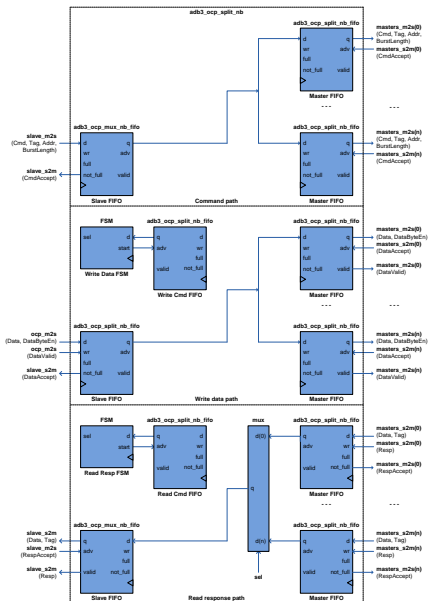 adb3_ocp_split_nb
adb3_ocp_split_nb_fifo
d q
wr adv
full
not_full valid
Master FIFO
masters_m2s(0)
(Cmd, Tag, Addr,
BurstLength)
masters_s2m(0)
(CmdAccept)
- - - - - -
slave_m2s
(Cmd, Tag, Addr,
BurstLength)
slave_s2m
(CmdAccept)
adb3_ocp_mux_nb_fifo
d q
wr adv
full
not_full valid
Slave FIFO
adb3_ocp_split_nb_fifo
d q
wr adv
full
not_full valid
Master FIFO
masters_m2s(n)
(Cmd, Tag, Addr,
BurstLength)
masters_s2m(n)
(CmdAccept)
Command path
FSM
sel d
start
Write Data FSM
adb3_ocp_split_nb_fifo
q d
adv wr
full
valid not_full
Write Cmd FIFO
adb3_ocp_split_nb_fifo
d q
wr adv
full
not_full valid
Master FIFO
masters_m2s(0)
(Data, DataByteEn)
masters_s2m(0)
(DataAccept)
masters_m2s(0)
(DataValid)
- - - - - -
ocp_m2s
(Data, DataByteEn)
ocp_m2s
(DataValid)
slave_s2m
(DataAccept)
adb3_ocp_split_nb_fifo
d q
wr adv
full
not_full valid
Slave FIFO
adb3_ocp_split_nb_fifo
d q
wr adv
full
not_full valid
Master FIFO
masters_m2s(n)
(Data, DataByteEn)
masters_s2m(n)
(DataAccept)
masters_m2s(n)
(DataValid)
Write data path
FSM
sel d
start
Read Resp FSM
adb3_ocp_split_nb_fifo
q d
adv wr
full
valid not_full
Read Cmd FIFO
mux
d(0)
q
d(n)
sel
adb3_ocp_split_nb_fifo
q d
adv wr
full
valid not_full
Master FIFO
masters_s2m(0)
(Data, Tag)
masters_s2m(0)
(Resp)
masters_m2s(0)
(RespAccept)
- - - - - -
slave_s2m
(Data, Tag)
slave_m2s
(RespAccept)
slave_s2m
(Resp)
adb3_ocp_mux_nb_fifo
q d
adv wr
full
valid not_full
Slave FIFO
adb3_ocp_split_nb_fifo
q d
adv wr
full
valid not_full
Master FIFO
masters_s2m(n)
(Data, Tag)
masters_s2m(n)
(Resp)
masters_m2s(n)
(RespAccept)
Read response path